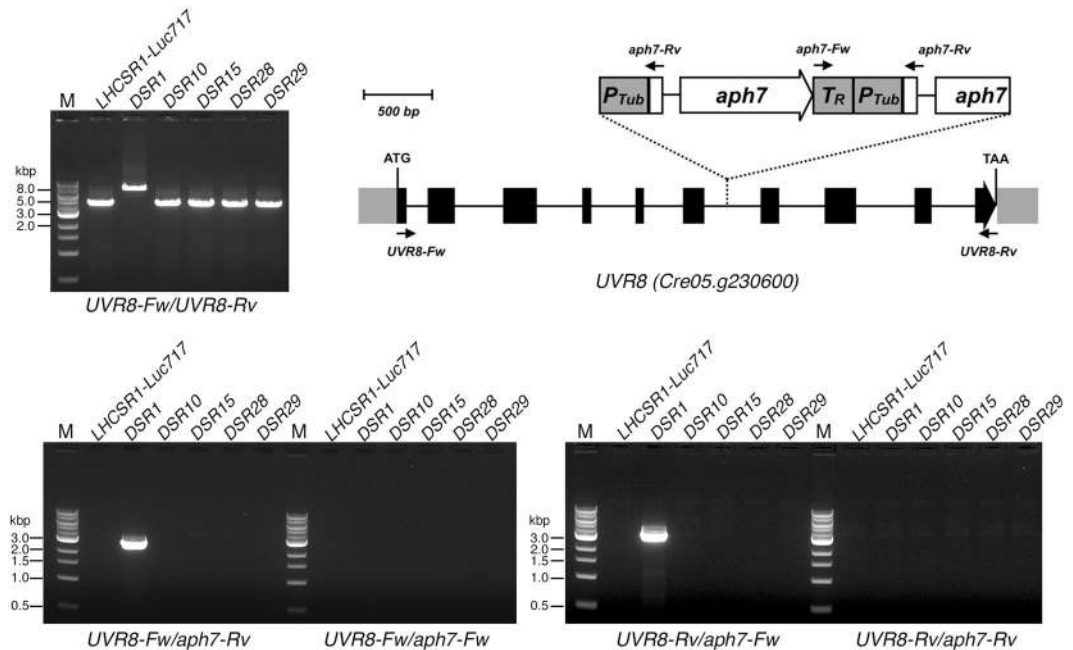 LHCSR1-Luc717
DSR1
DSR10
DSR15
DSR28
DSR29
M
kbp
8.0
5.0
3.0
2.0
UVR8-Fw/UVR8-Rv
500 bp
aph7-Rv
aph7-Fw
aph7-Rv
PTub
aph7
TR
PTub
aph7
ATG
TAA
UVR8-Fw
UVR8-Rv
UVR8 (Cre05.g230600)
M
LHCSR1-Luc717
DSR1
DSR10
DSR15
DSR28
DSR29
M
LHCSR1-Luc717
DSR1
DSR10
DSR15
DSR28
DSR29
kbp
3.0
2.0
1.5
1.0
0.5
UVR8-Fw/aph7-Rv
UVR8-Fw/aph7-Fw
M
LHCSR1-Luc717
DSR1
DSR10
DSR15
DSR28
DSR29
M
LHCSR1-Luc717
DSR1
DSR10
DSR15
DSR28
DSR29
kbp
3.0
2.0
1.5
1.0
0.5
UVR8-Rv/aph7-Fw
UVR8-Rv/aph7-Rv